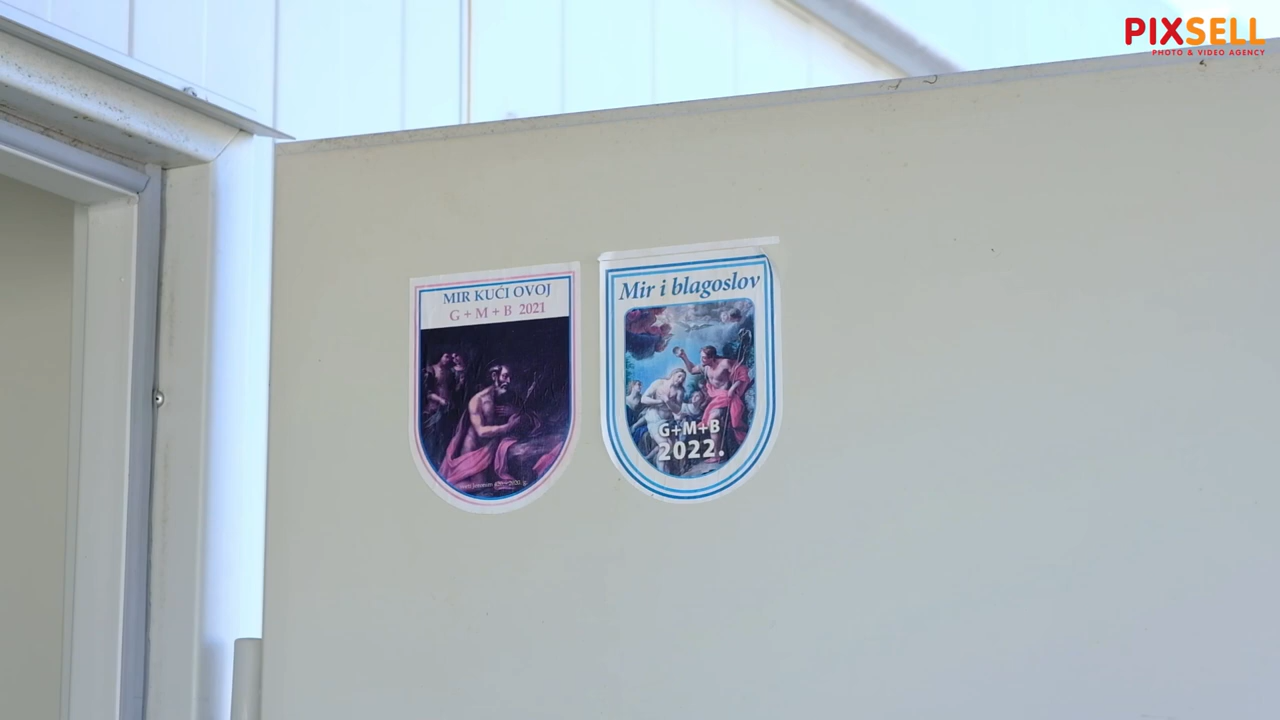 PIXSELL
PHOTO & VIDEO AGENCY
MIR KUĆI OVOJ
G + M + B 2021
Mir i blagoslov
G+M+B
2022.